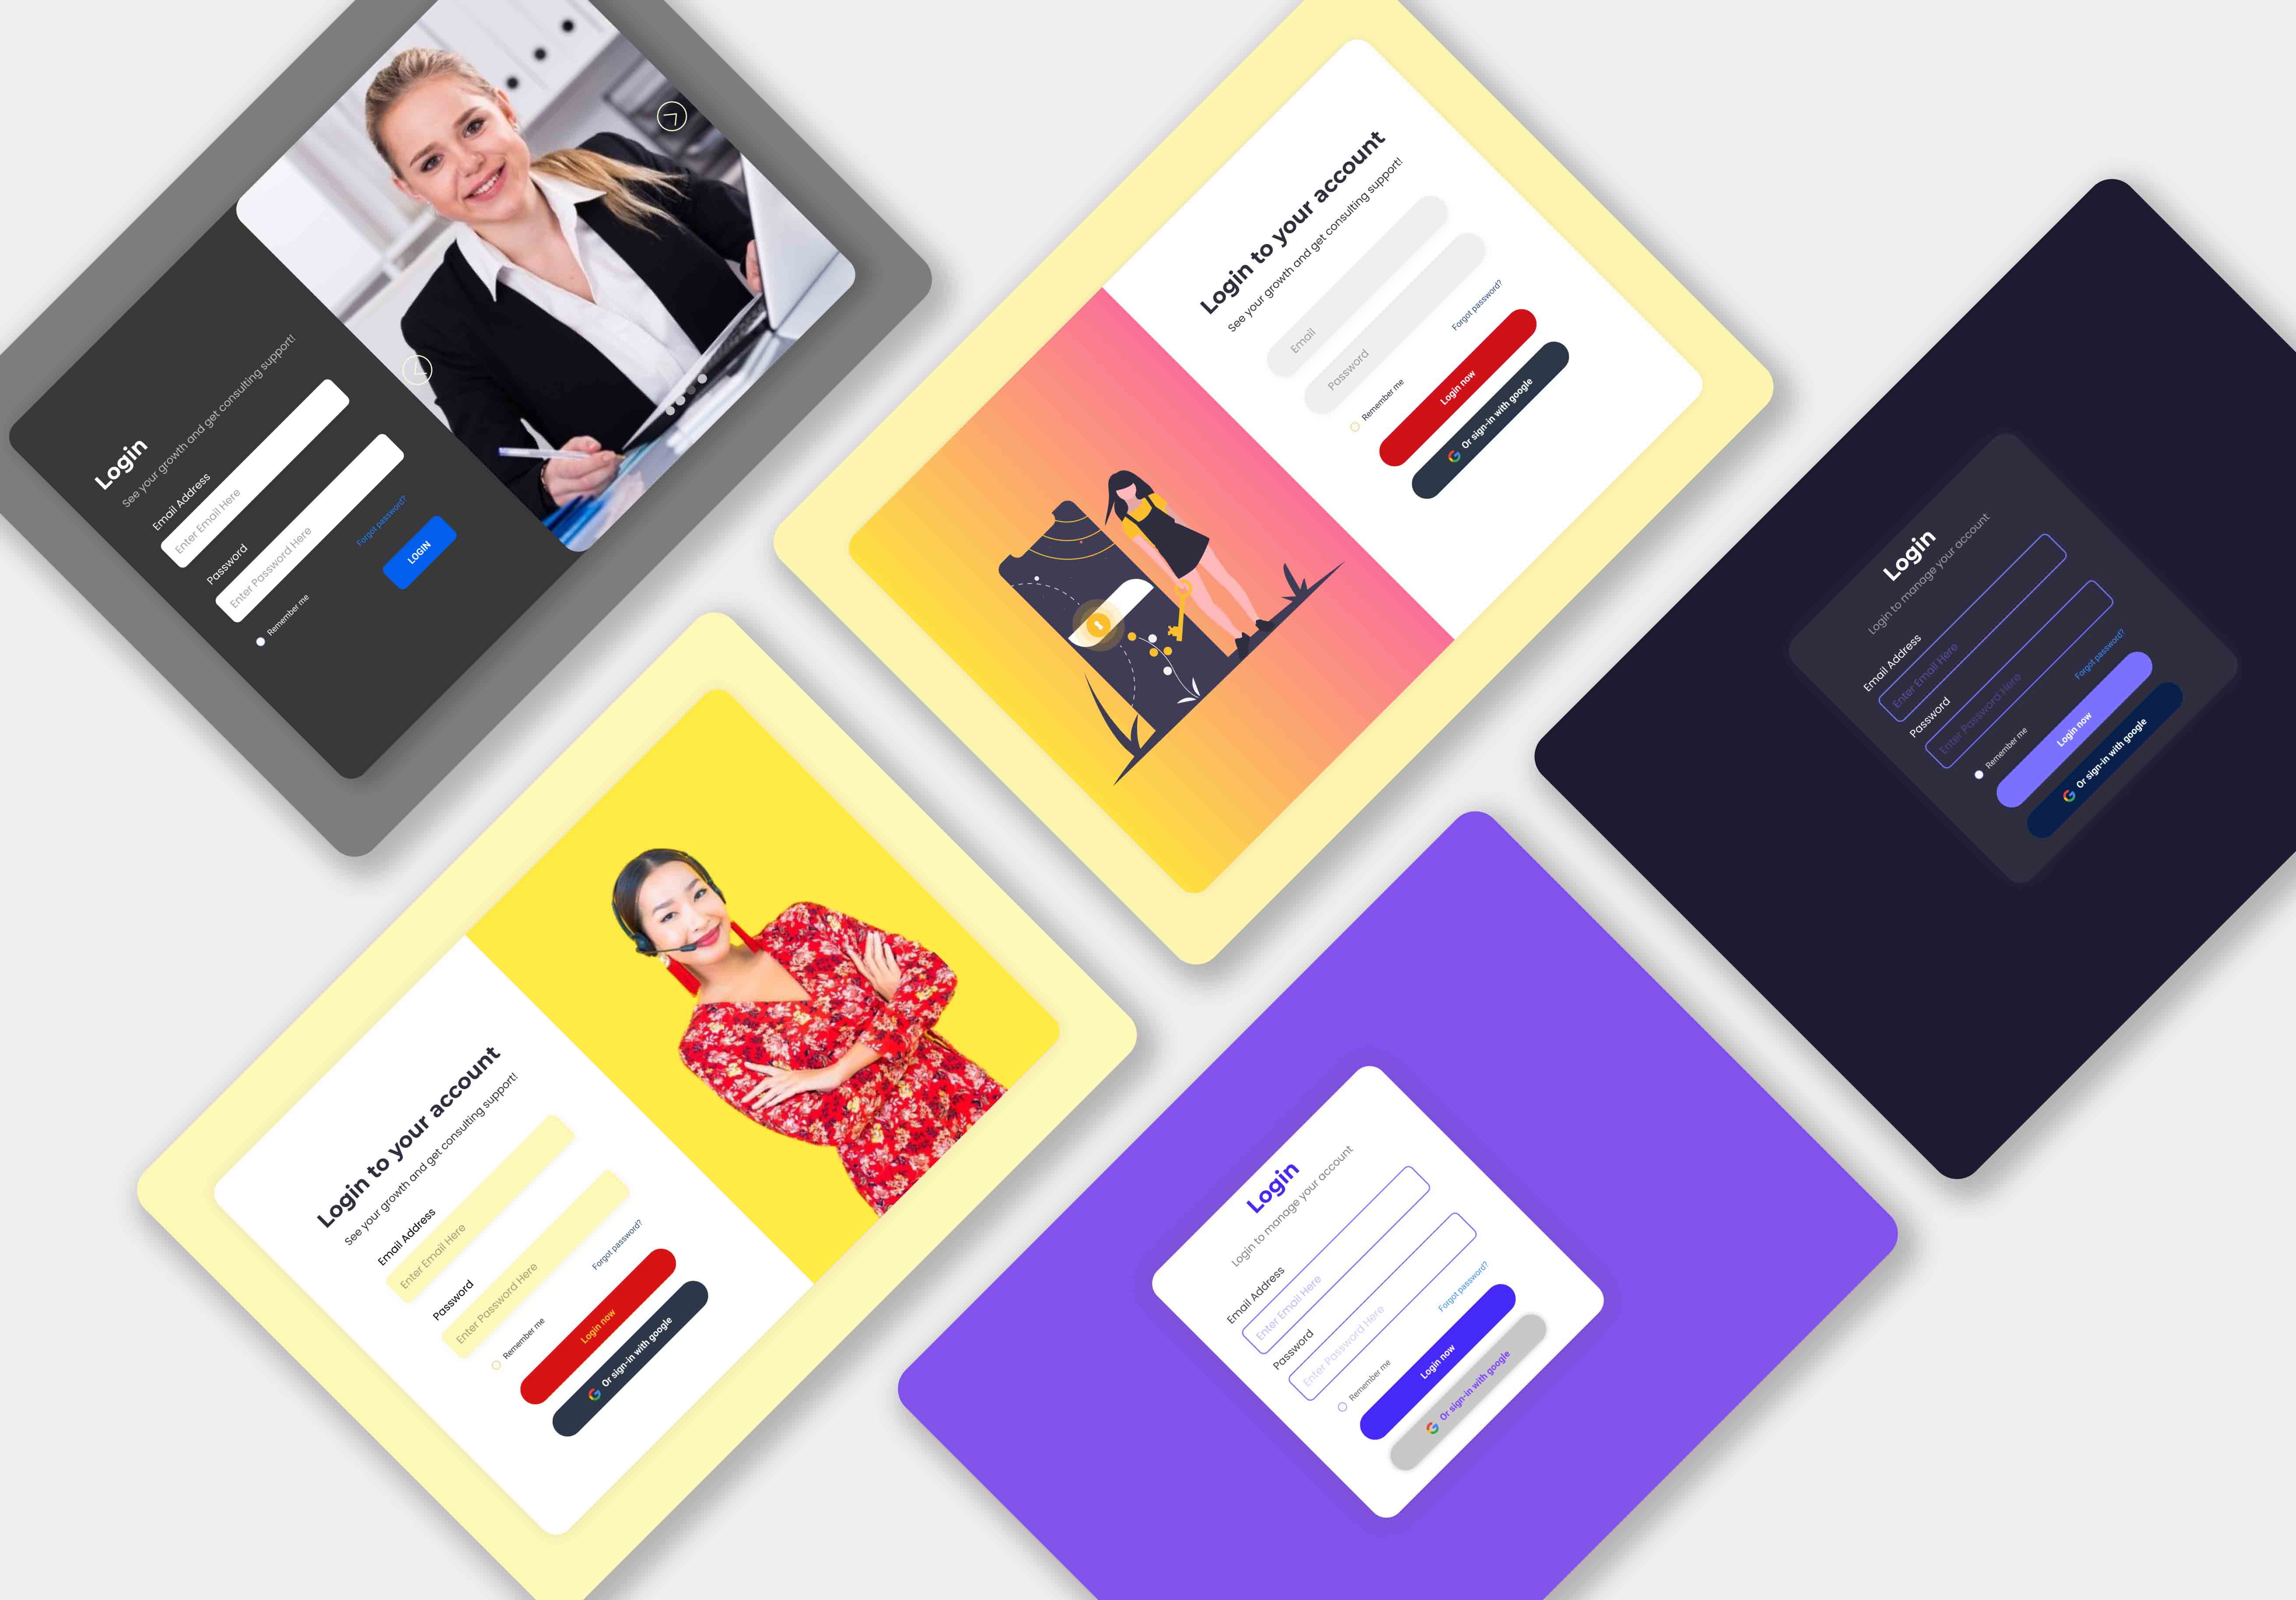 Login
See your growth and get consulting support!
Email Address
Enter Email Here
Password
Enter Password Here
Remember me
Forgot password?
LOGIN
Login to your account
See your growth and get consulting support!
Email
Password
Remember me
Forgot password?
Login now
Or sign-in with google
Login
Login to manage your account
Email Address
Enter Email Here
Password
Enter Password Here
Remember me
Forgot password?
Login now
Or sign-in with google
Login to your account
See your growth and get consulting support!
Email Address
Enter Email Here
Password
Enter Password Here
Remember me
Forgot password?
Login now
Or sign-in with google
Login
Login to manage your account
Email Address
Enter Email Here
Password
Enter Password Here
Remember me
Forgot password?
Login now
Or sign-in with google